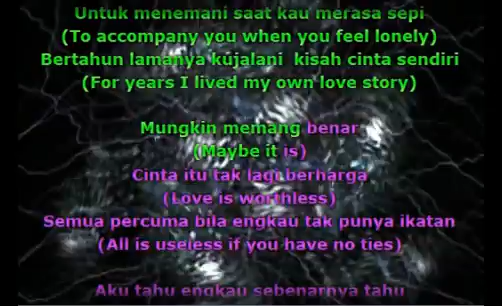 Untuk menemani saat kau merasa sepi
(To accompany you when you feel lonely)
Bertahun lamanya kujalani kisah cinta sendiri
(For years I lived my own love story)
Mungkin memang benar
(Maybe it is)
Cinta itu tak lagi berharga
(Love is worthless)
Semua percuma bila engkau tak punya ikatan
(All is useless if you have no ties)
Aku tahu engkau sebenarnya tahu